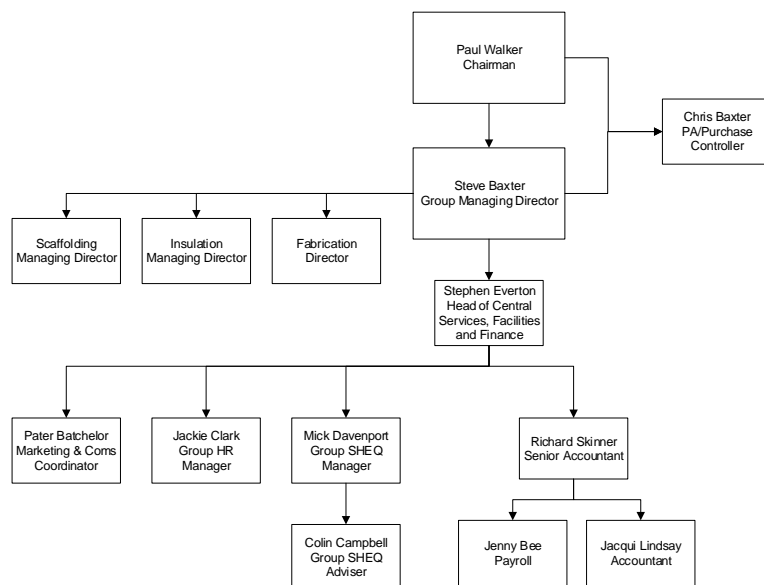 Paul Walker
Chairman
Chris Baxter
PA/Purchase
Controller
Steve Baxter
Group Managing Director
Scaffolding
Managing Director
Insulation
Managing Director
Fabrication
Director
Stephen Everton
Head of Central
Services, Facilities
and Finance
Pater Batchelor
Marketing & Coms
Coordinator
Jackie Clark
Group HR
Manager
Mick Davenport
Group SHEQ
Manager
Richard Skinner
Senior Accountant
Colin Campbell
Group SHEQ
Adviser
Jenny Bee
Payroll
Jacqui Lindsay
Accountant